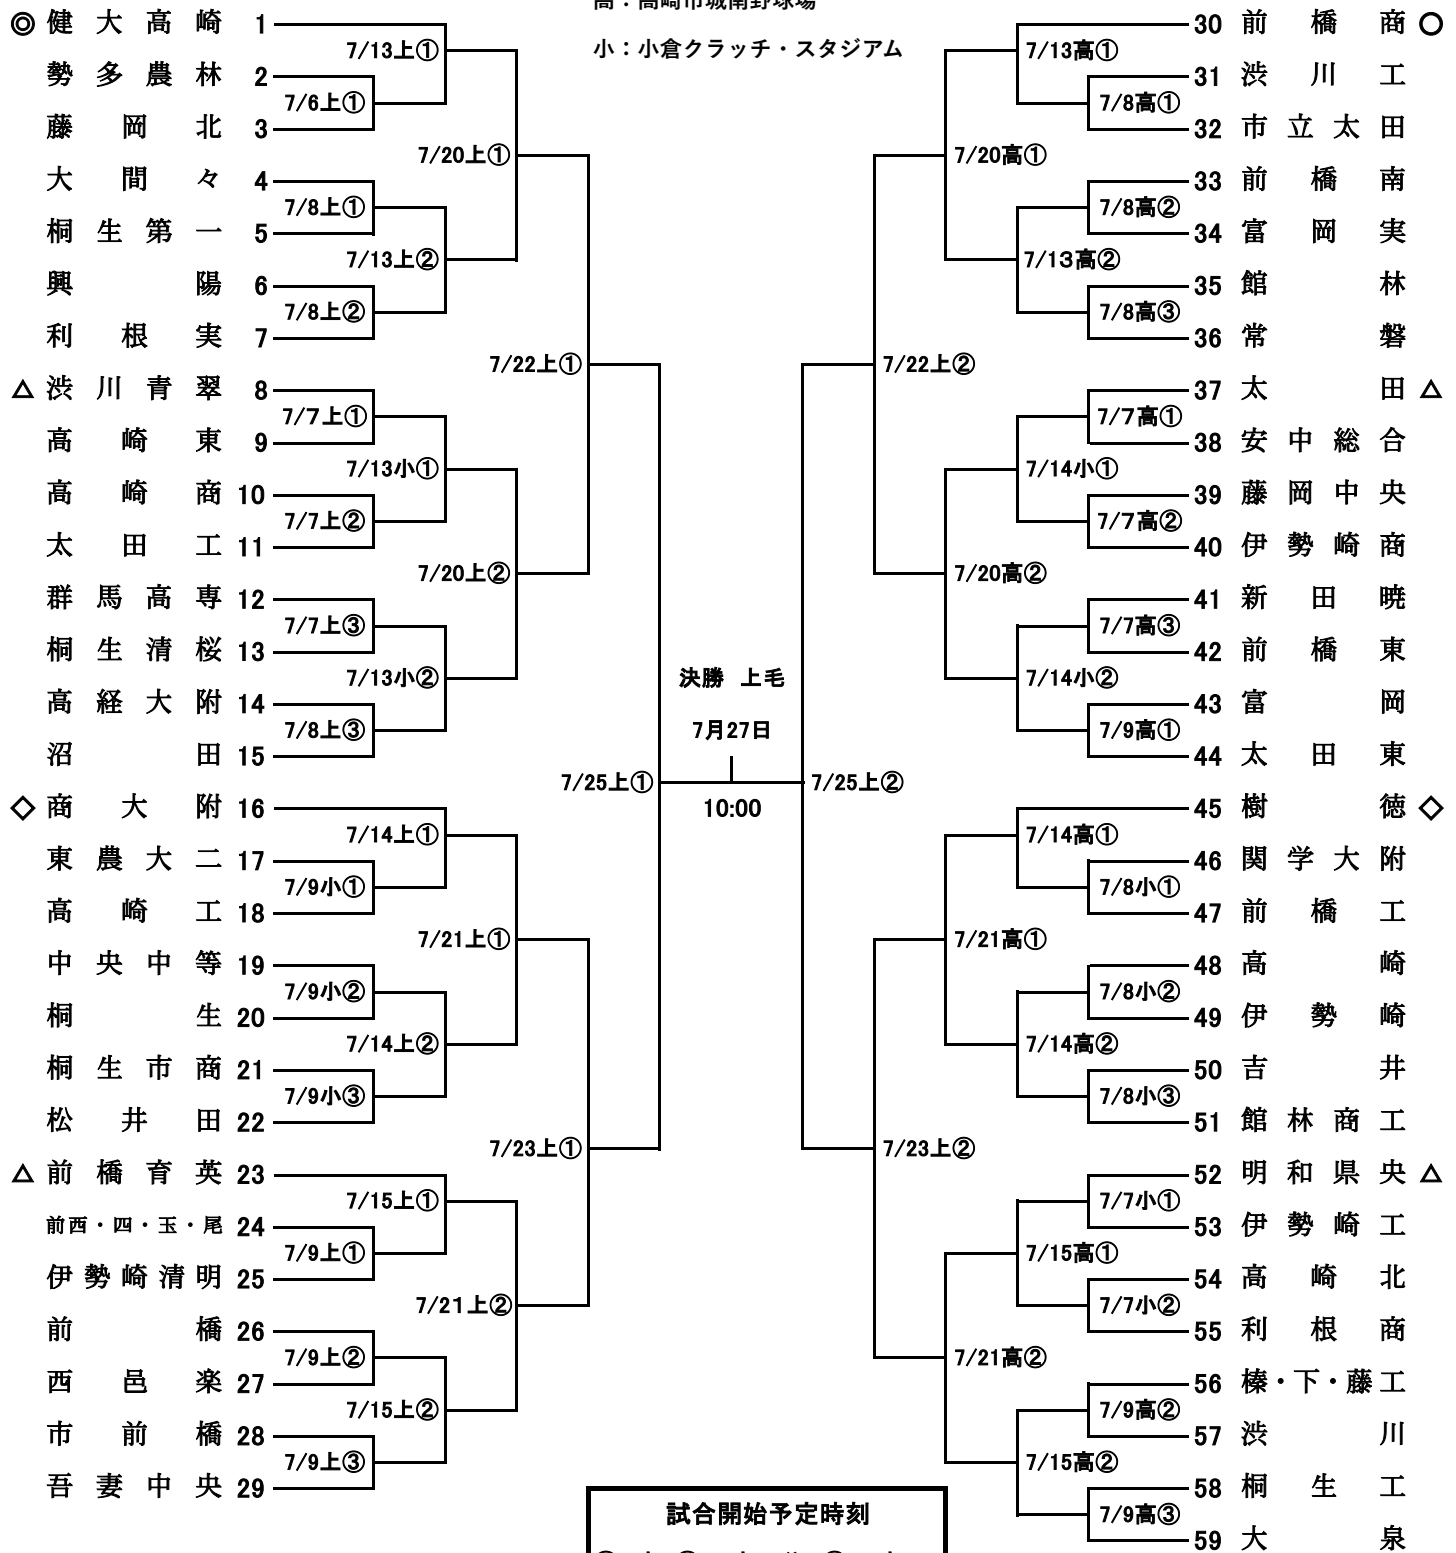 高：高崎市城南野球場
小：小倉クラッチ・スタジアム
◎ 健大高崎 1
勢多農林 2
藤岡北 3
大間々 4
桐生第一 5
興陽 6
利根実 7
△ 渋川青翠 8
高崎東 9
高崎商 10
太田工 11
群馬高専 12
桐生清桜 13
高経大附 14
沼田 15
◇ 商大附 16
東農大二 17
高崎工 18
中央中等 19
桐生 20
桐生市商 21
松井田 22
△ 前橋育英 23
前西・四・玉・尾 24
伊勢崎清明 25
前橋 26
西邑楽 27
市前橋 28
吾妻中央 29
7/6上①
7/8上①
7/8上②
7/7上①
7/7上②
7/7上③
7/8上③
7/9小①
7/9小②
7/9小③
7/9上①
7/9上②
7/9上③
7/13上①
7/13上②
7/13小①
7/13小②
7/14上①
7/14上②
7/15上①
7/15上②
7/20上①
7/20上②
7/21上①
7/21上②
7/22上①
7/23上①
7/25上①
決勝 上毛
7月27日
10:00
7/25上②
7/22上②
7/23上②
7/20高①
7/20高②
7/21高①
7/21高②
7/13高①
7/13高②
7/14小①
7/14小②
7/14高①
7/14高②
7/15高①
7/15高②
7/8高①
7/8高②
7/8高③
7/7高①
7/7高②
7/7高③
7/9高①
7/8小①
7/8小②
7/8小③
7/7小①
7/7小②
7/9高②
7/9高③
30 前橋商 ○
31 渋川工
32 市立太田
33 前橋南
34 富岡実
35 館林
36 常磐
37 太田 △
38 安中総合
39 藤岡中央
40 伊勢崎商
41 新田暁
42 前橋東
43 富岡
44 太田東
45 樹徳 ◇
46 関学大附
47 前橋工
48 高崎
49 伊勢崎
50 吉井
51 館林商工
52 明和県央 △
53 伊勢崎工
54 高崎北
55 利根商
56 榛・下・藤工
57 渋川
58 桐生工
59 大泉
試合開始予定時刻